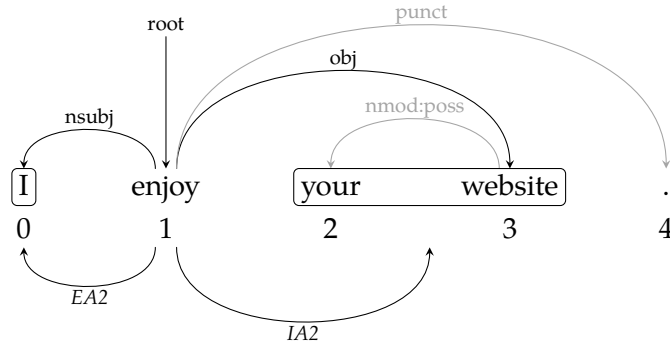 punct
root
obj
nsubj
nmod:poss
I enjoy your website .
0 1 2 3 4
EA2
IA2